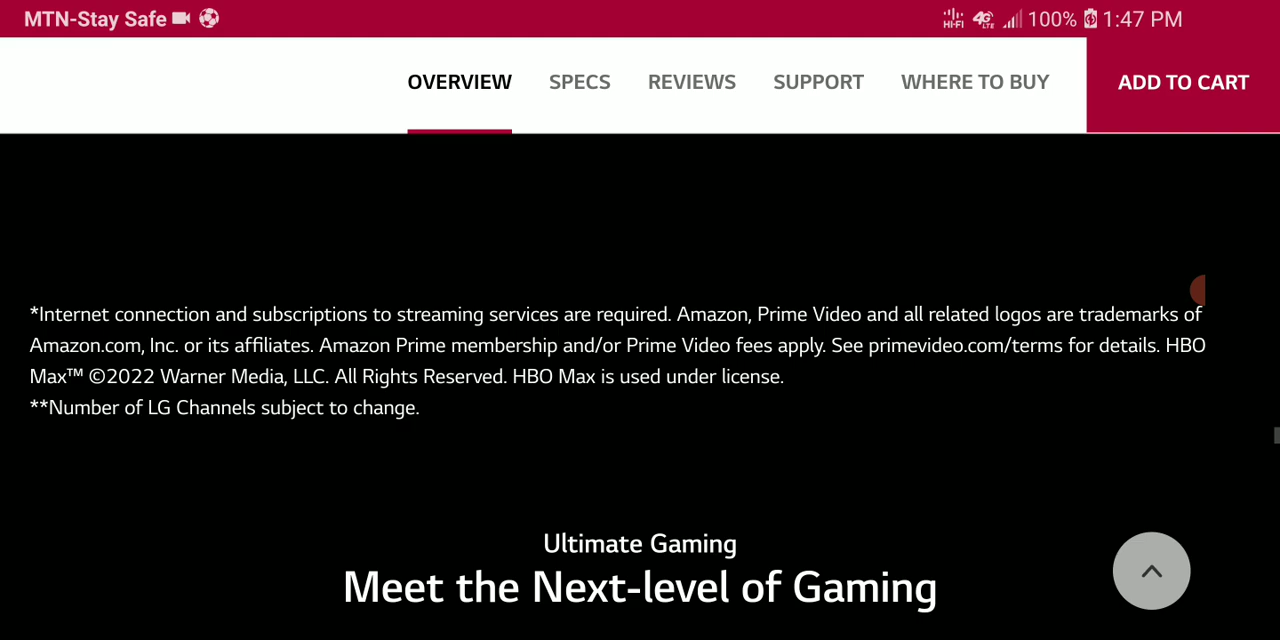 MTN-Stay Safe
HI-FI 4G LTE 100% 1:47 PM
OVERVIEW SPECS REVIEWS SUPPORT WHERE TO BUY ADD TO CART
*Internet connection and subscriptions to streaming services are required. Amazon, Prime Video and all related logos are trademarks of
Amazon.com, Inc. or its affiliates. Amazon Prime membership and/or Prime Video fees apply. See primevideo.com/terms for details. HBO
Max™ ©2022 Warner Media, LLC. All Rights Reserved. HBO Max is used under license.
**Number of LG Channels subject to change.
Ultimate Gaming
Meet the Next-level of Gaming